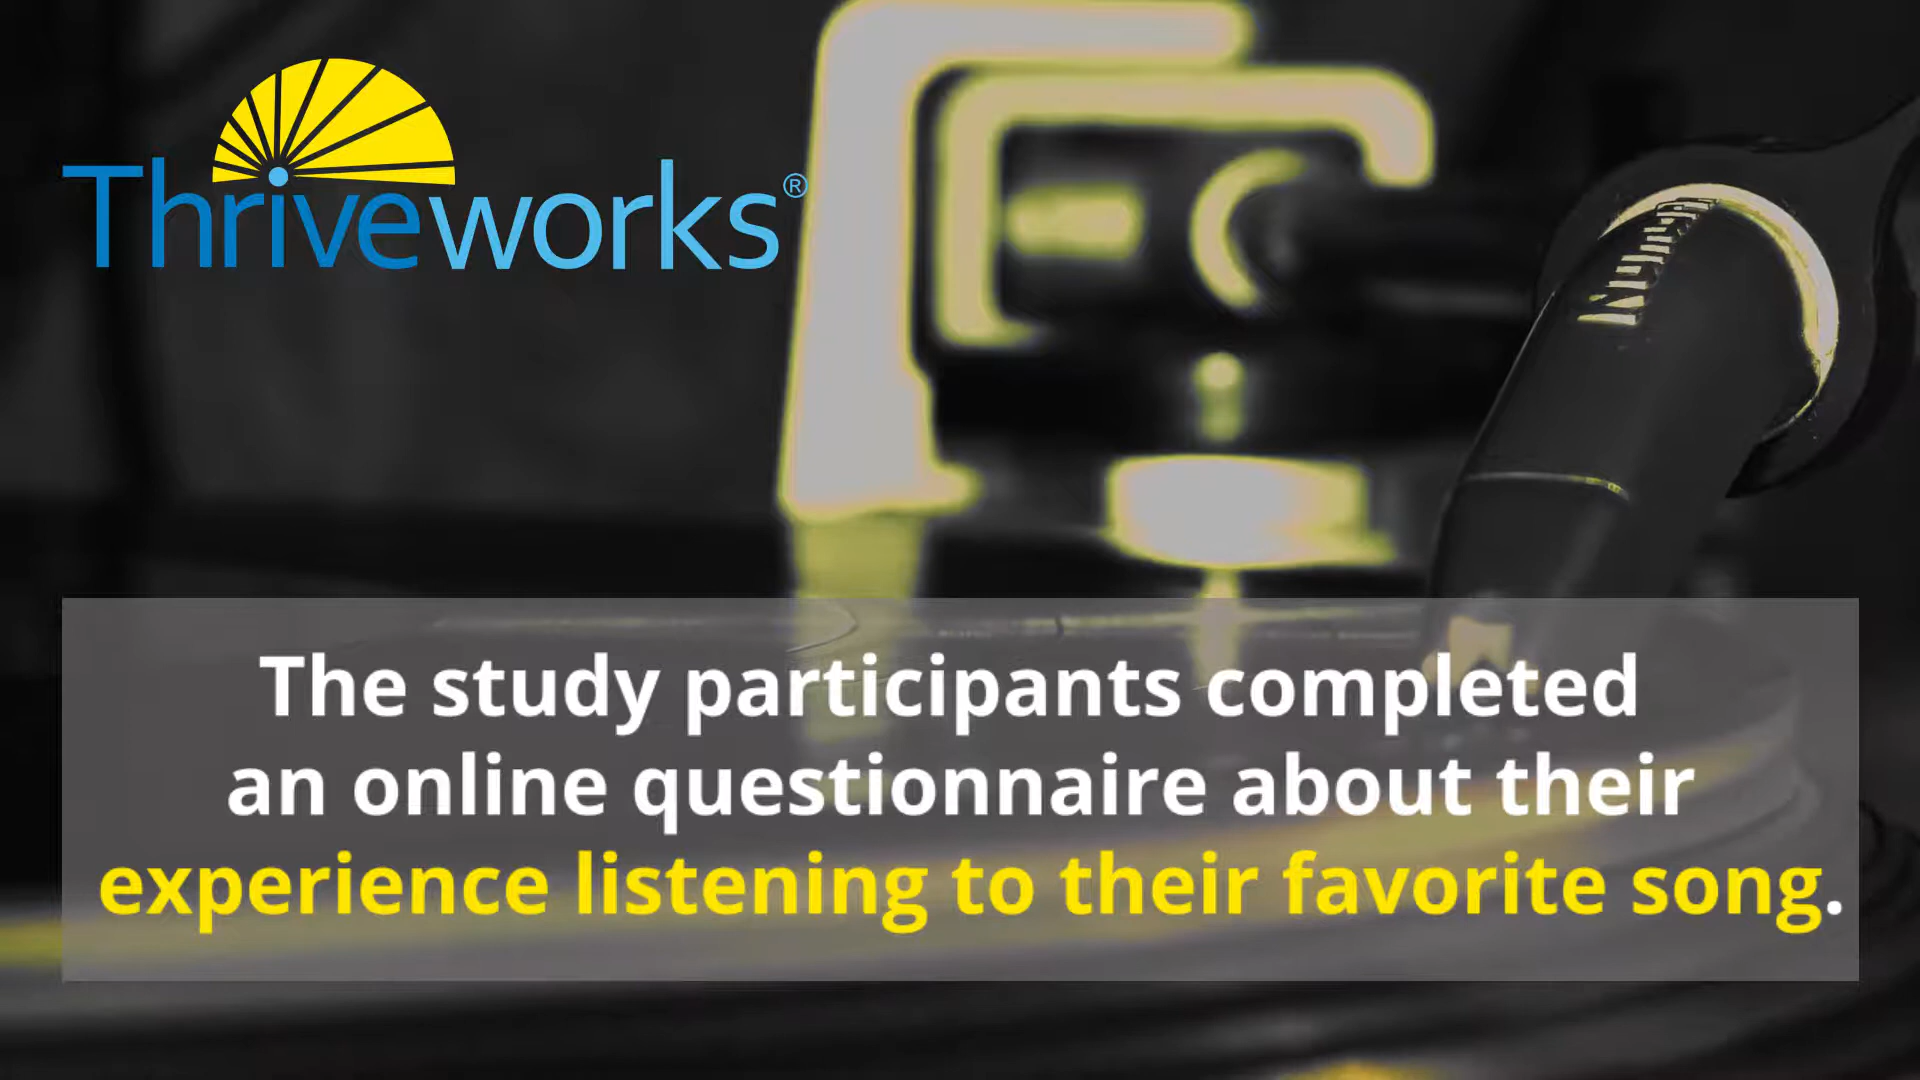 Thriveworks®
The study participants completed
an online questionnaire about their
experience listening to their favorite song.